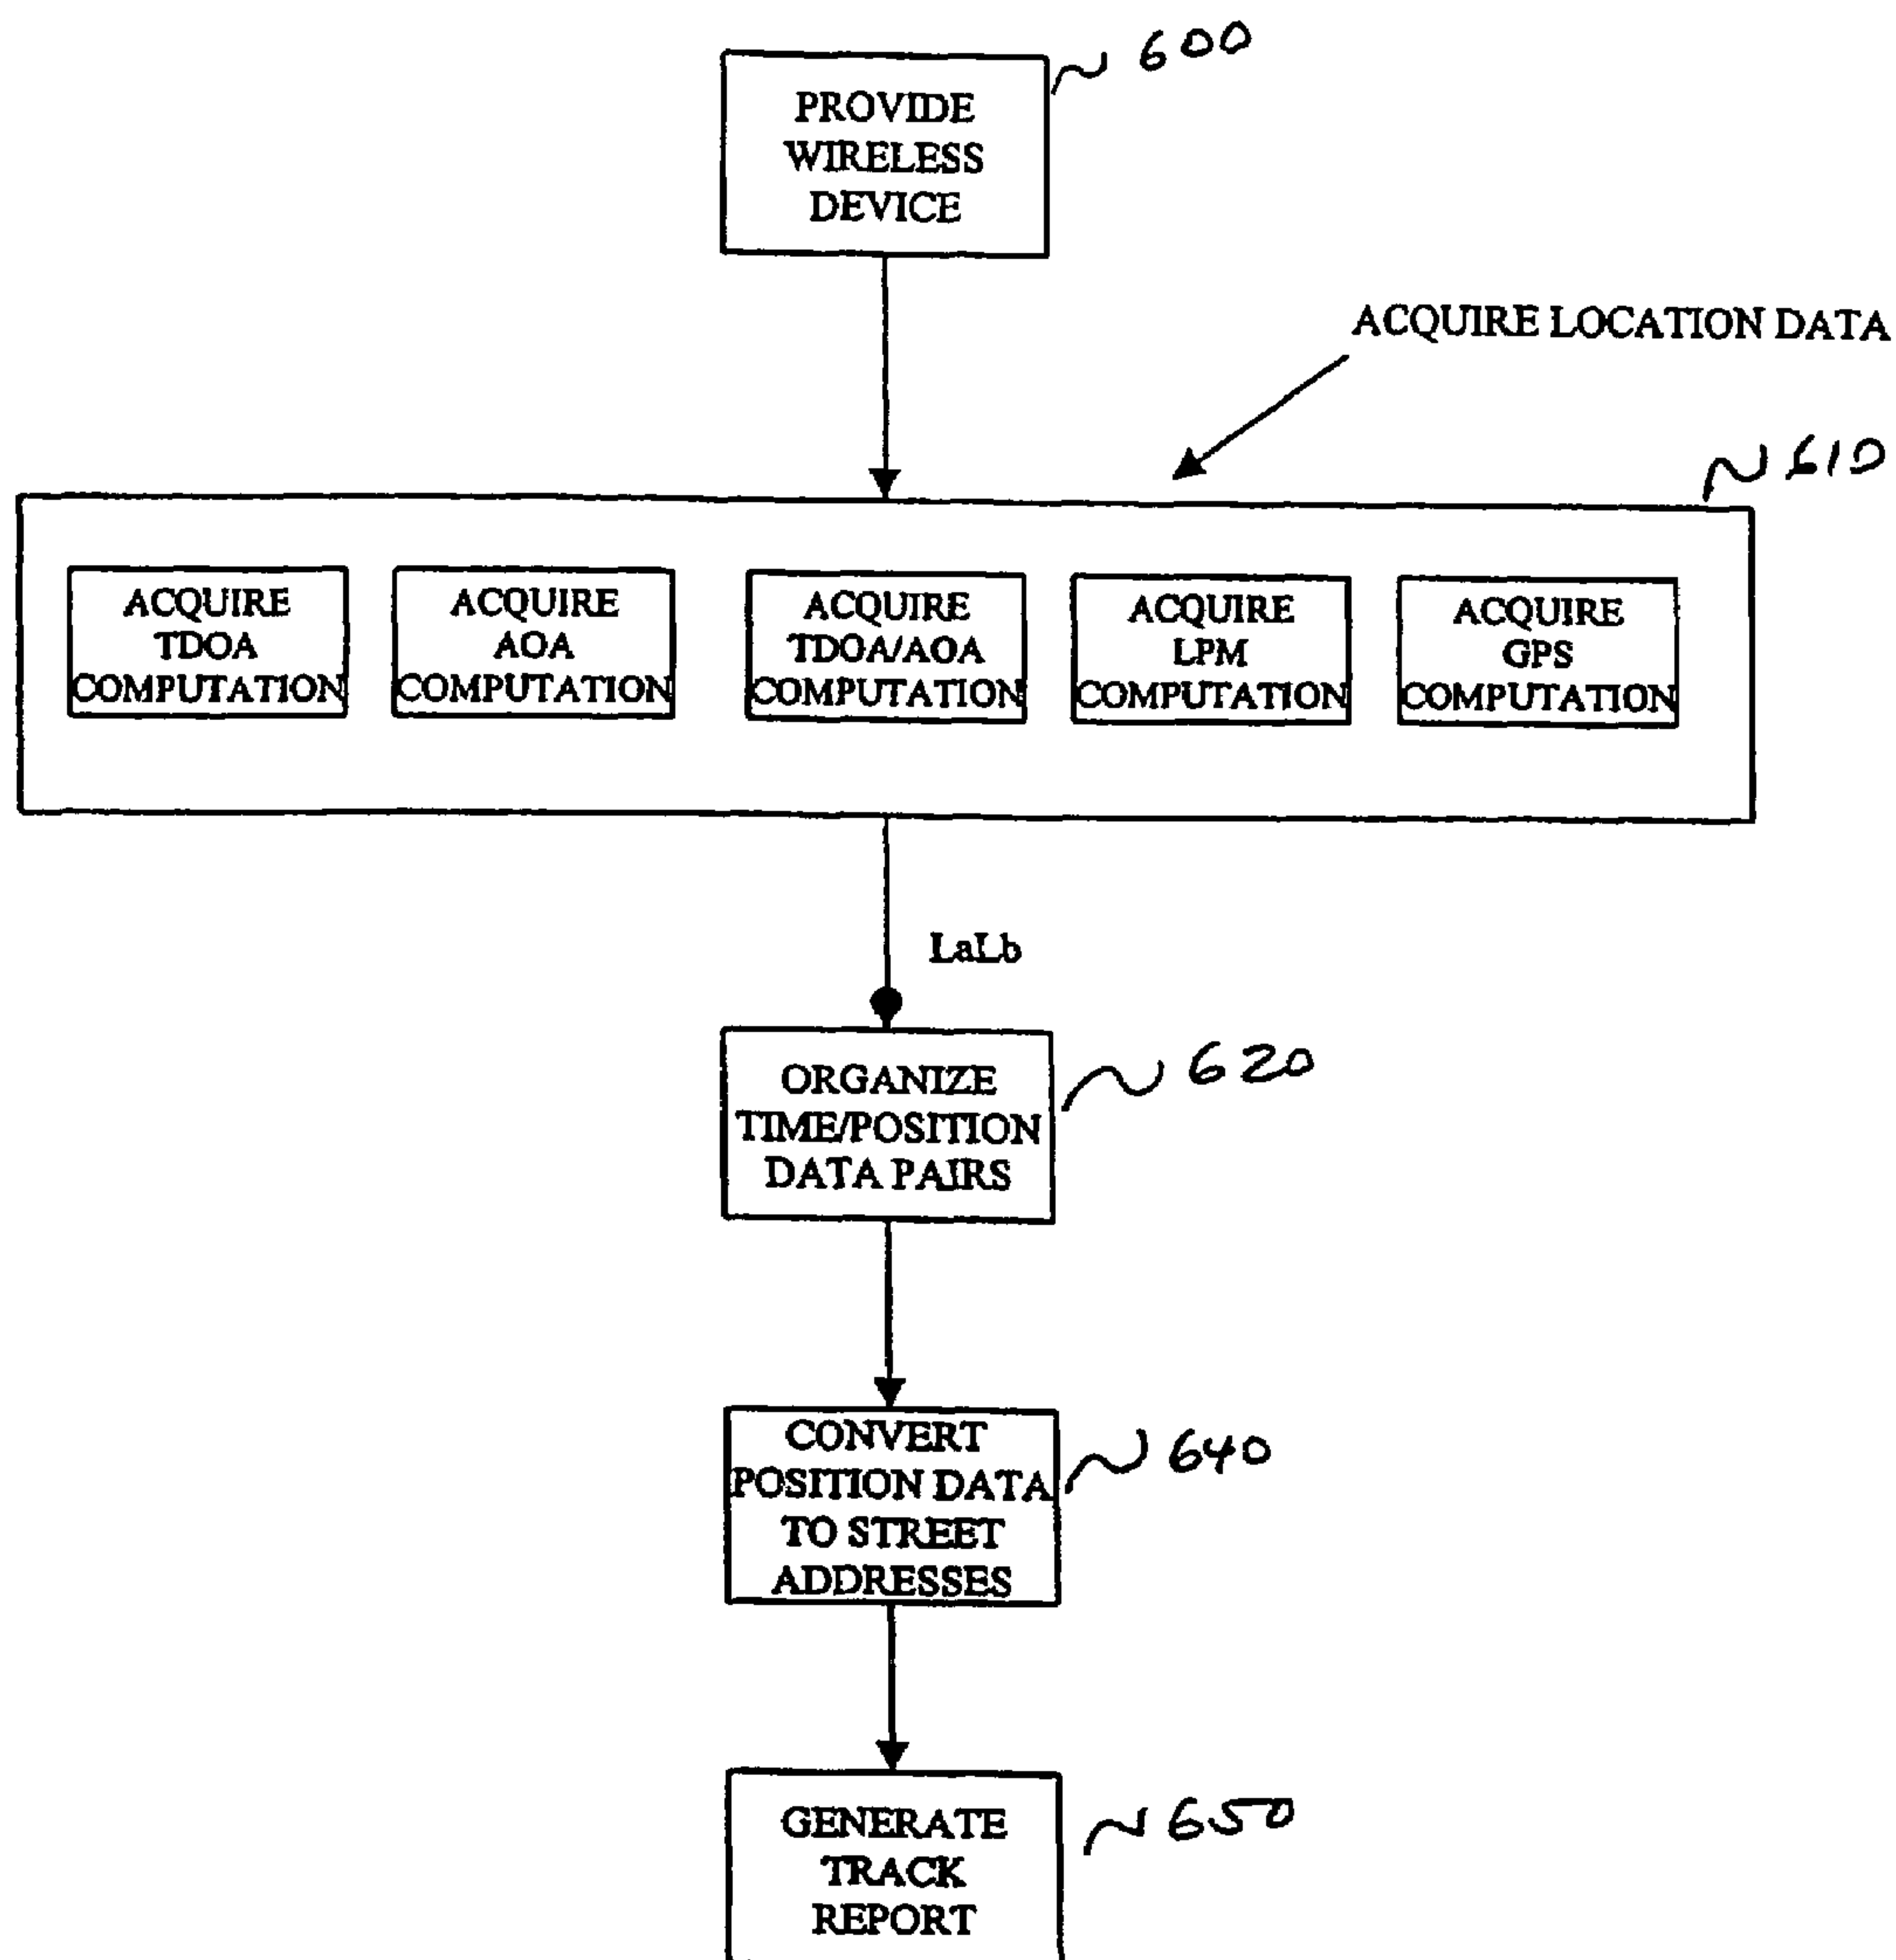 600
PROVIDE
WIRELESS
DEVICE
ACQUIRE LOCATION DATA
610
ACQUIRE
TDOA
COMPUTATION
ACQUIRE
AOA
COMPUTATION
ACQUIRE
TDOA/AOA
COMPUTATION
ACQUIRE
LPM
COMPUTATION
ACQUIRE
GPS
COMPUTATION
LaLb
ORGANIZE
TIME/POSITION
DATA PAIRS
620
CONVERT
POSITION DATA
TO STREET
ADDRESSES
640
GENERATE
TRACK
REPORT
650